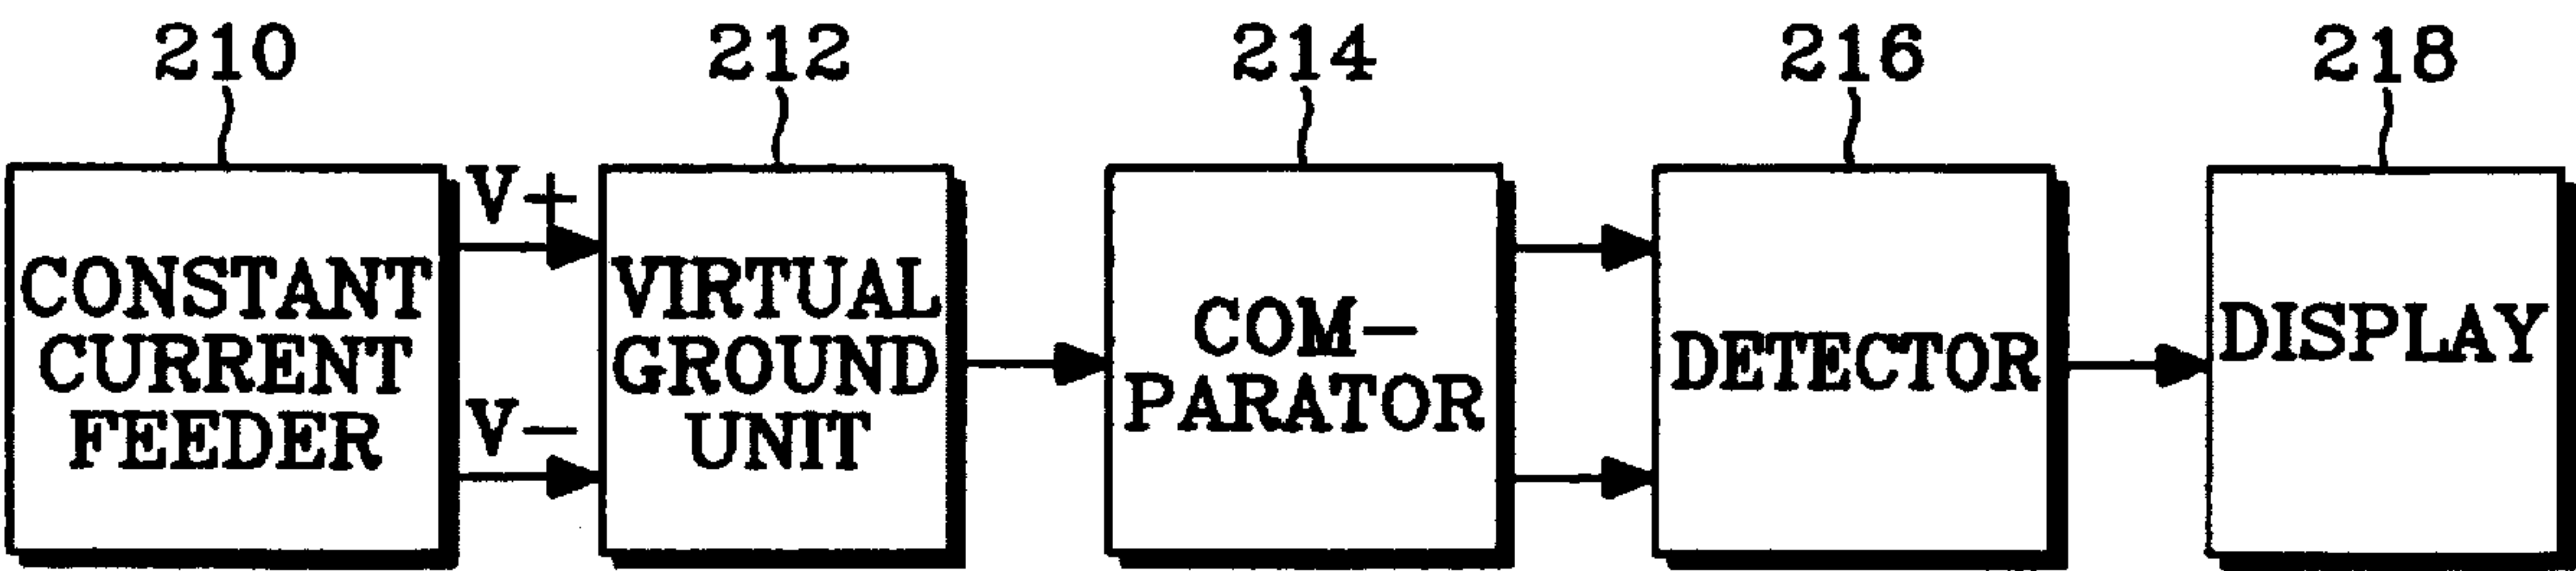 210
212
214
216
218
V+
V-
CONSTANT
CURRENT
FEEDER
VIRTUAL
GROUND
UNIT
COM-
PARATOR
DETECTOR
DISPLAY